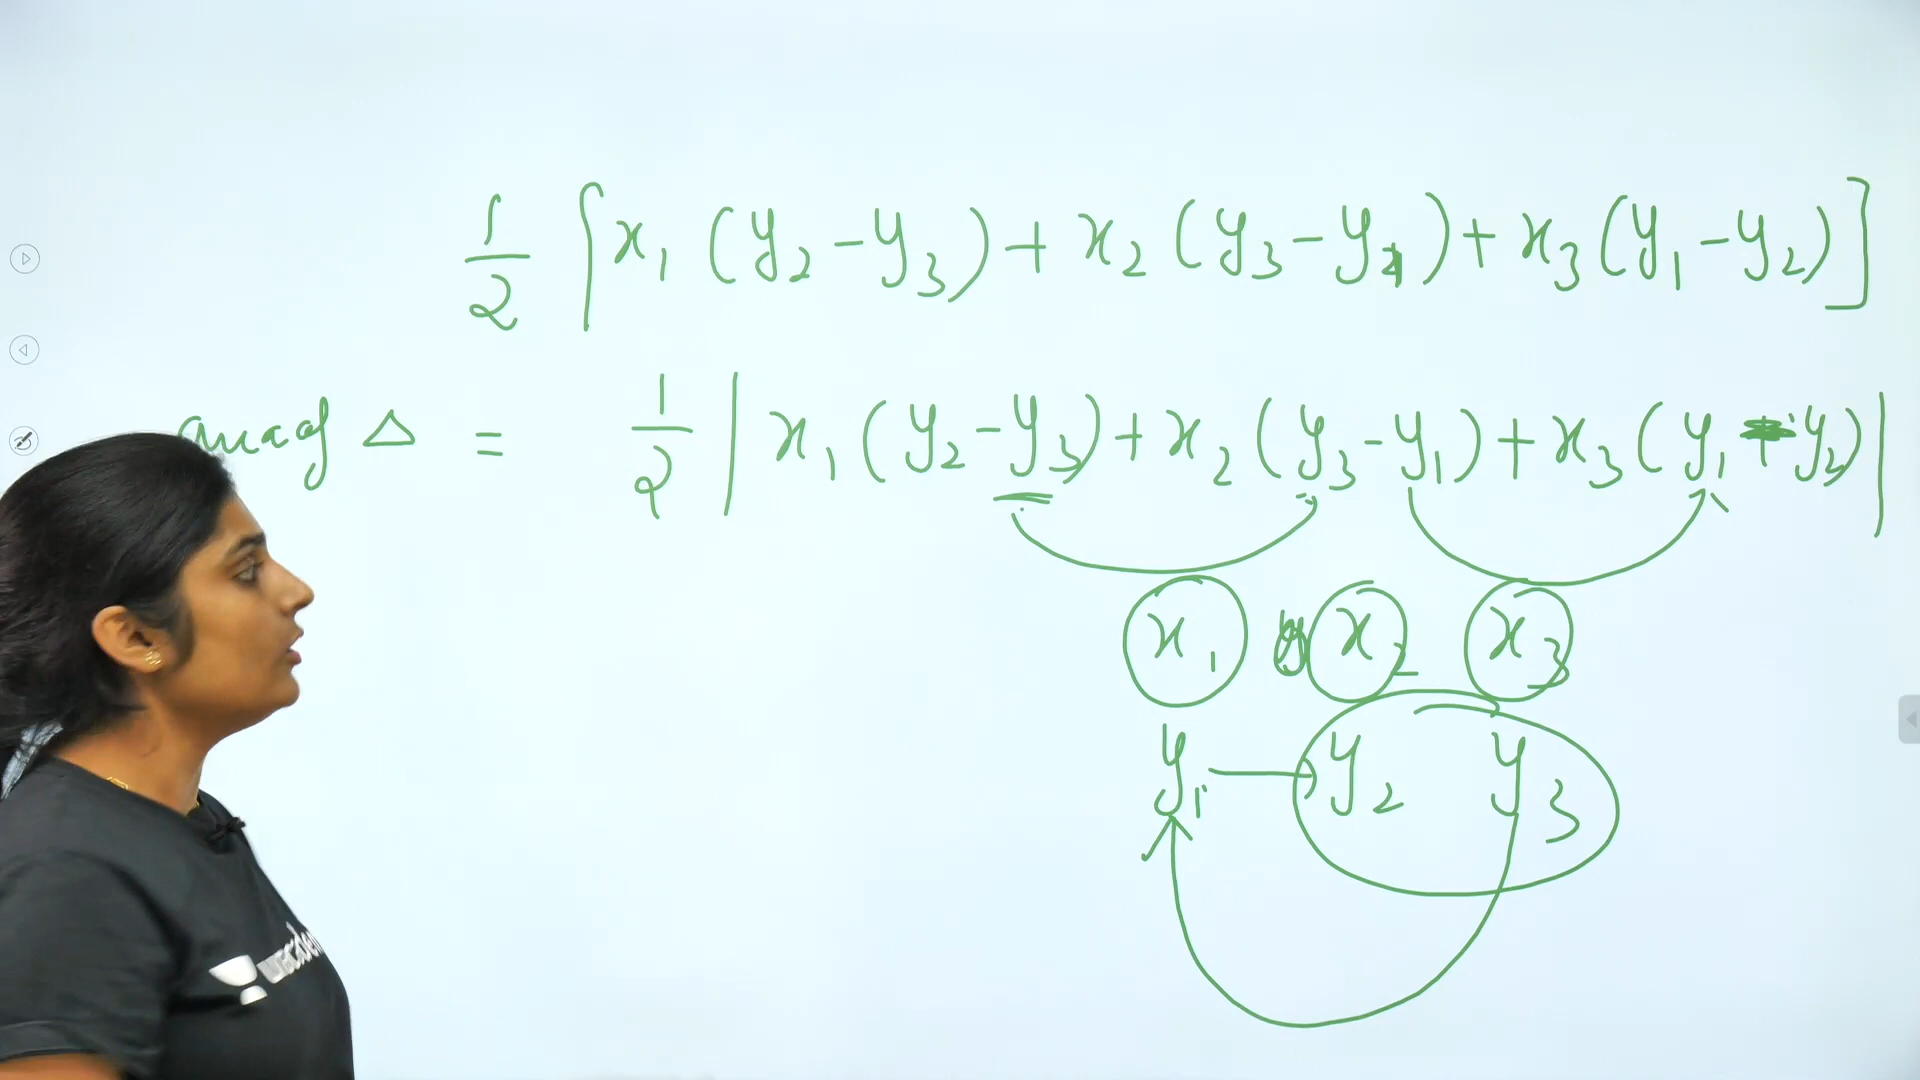 1/2 [x₁ (y₂ - y₃) + x₂ (y₃ - y₁) + x₃ (y₁ - y₂)]
area of Δ = 1/2 | x₁ (y₂ - y₃) + x₂ (y₃ - y₁) + x₃ (y₁ - y₂) |
x₁ x₂ x₃
y₁ y₂ y₃